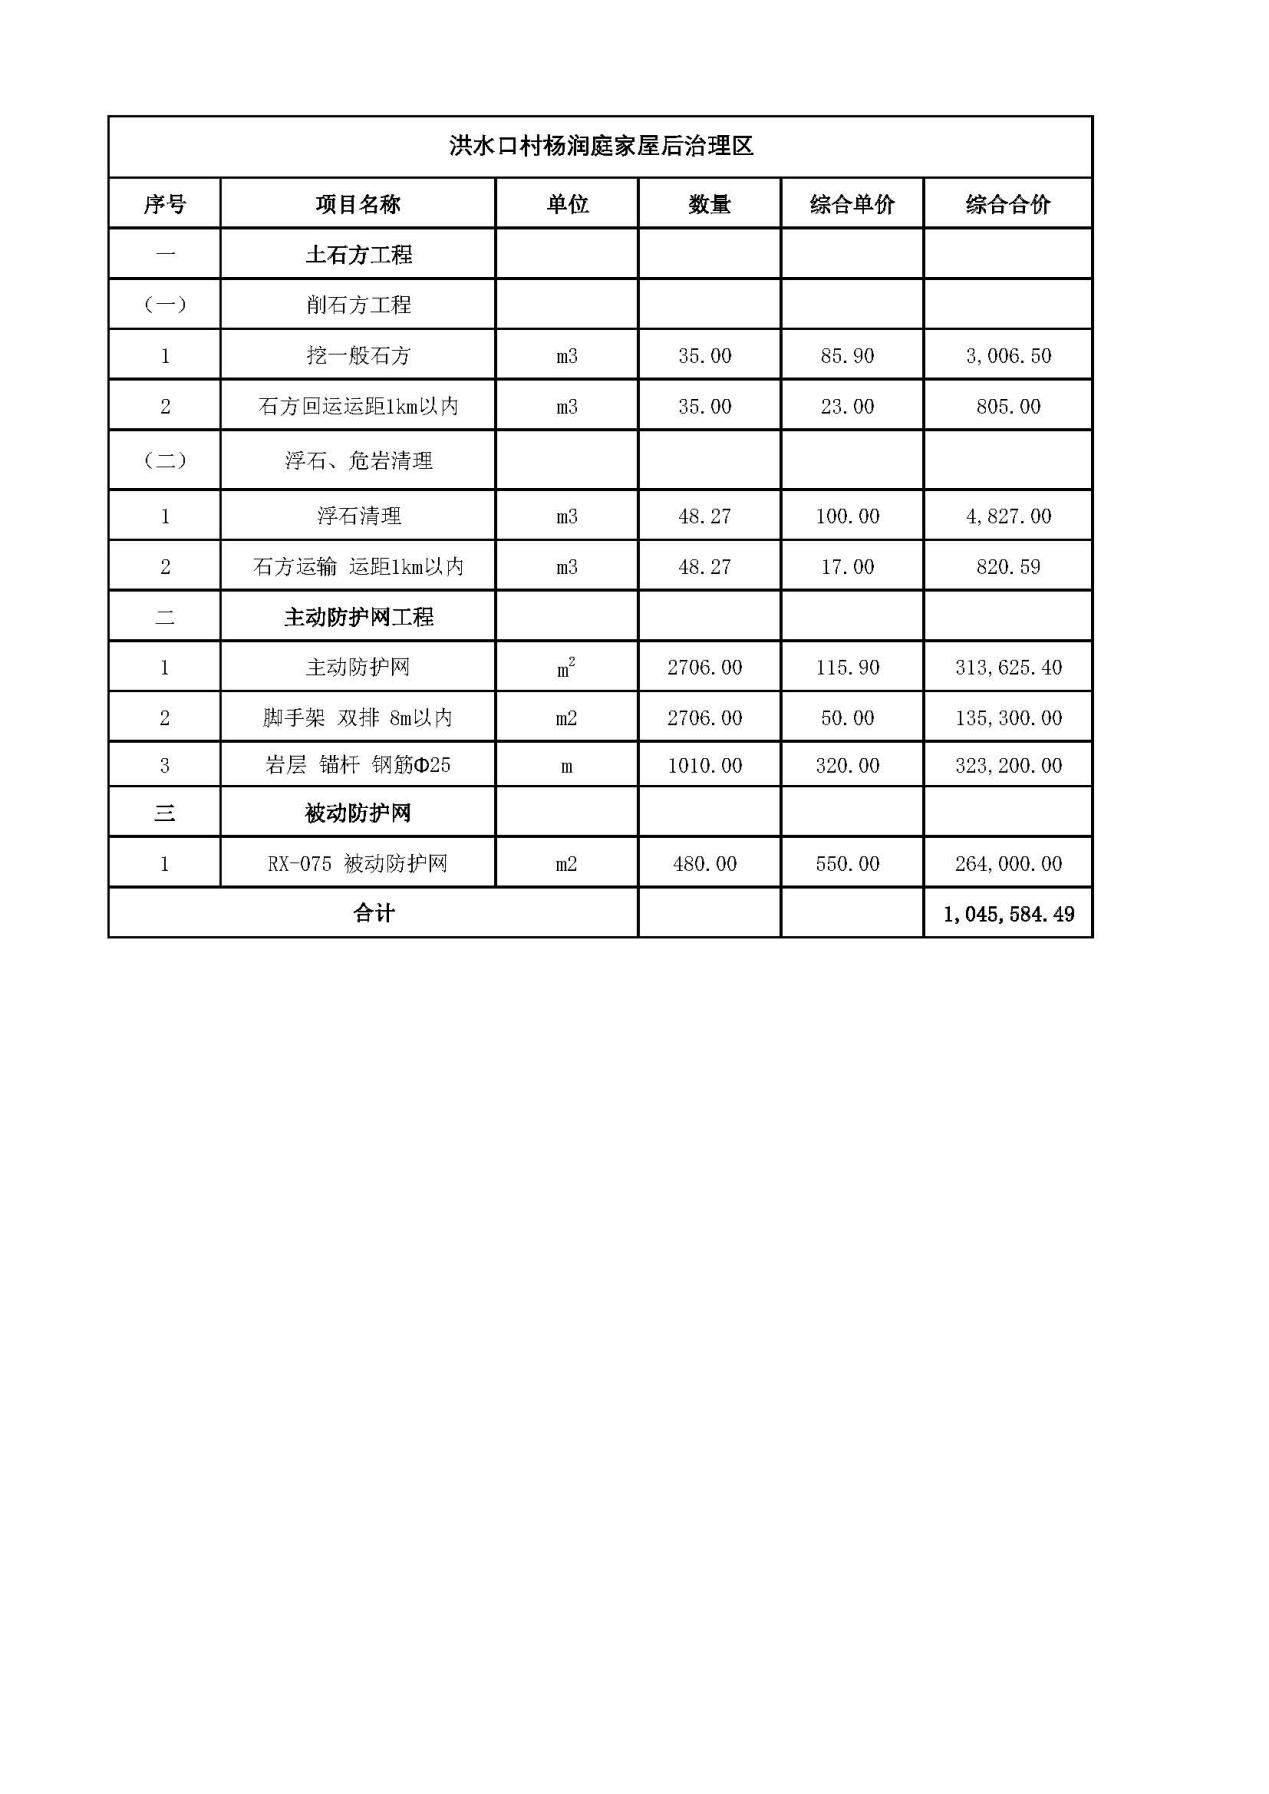 洪水口村杨润庭家屋后治理区
序号 项目名称 单位 数量 综合单价 综合合价
一 土石方工程
（一） 削石方工程
1 挖一般石方 m3 35.00 85.90 3,006.50
2 石方回运运距1km以内 m3 35.00 23.00 805.00
（二） 浮石、危岩清理
1 浮石清理 m3 48.27 100.00 4,827.00
2 石方运输 运距1km以内 m3 48.27 17.00 820.59
二 主动防护网工程
1 主动防护网 m² 2706.00 115.90 313,625.40
2 脚手架 双排 8m以内 m2 2706.00 50.00 135,300.00
3 岩层 锚杆 钢筋Φ25 m 1010.00 320.00 323,200.00
三 被动防护网
1 RX-075 被动防护网 m2 480.00 550.00 264,000.00
合计 1,045,584.49